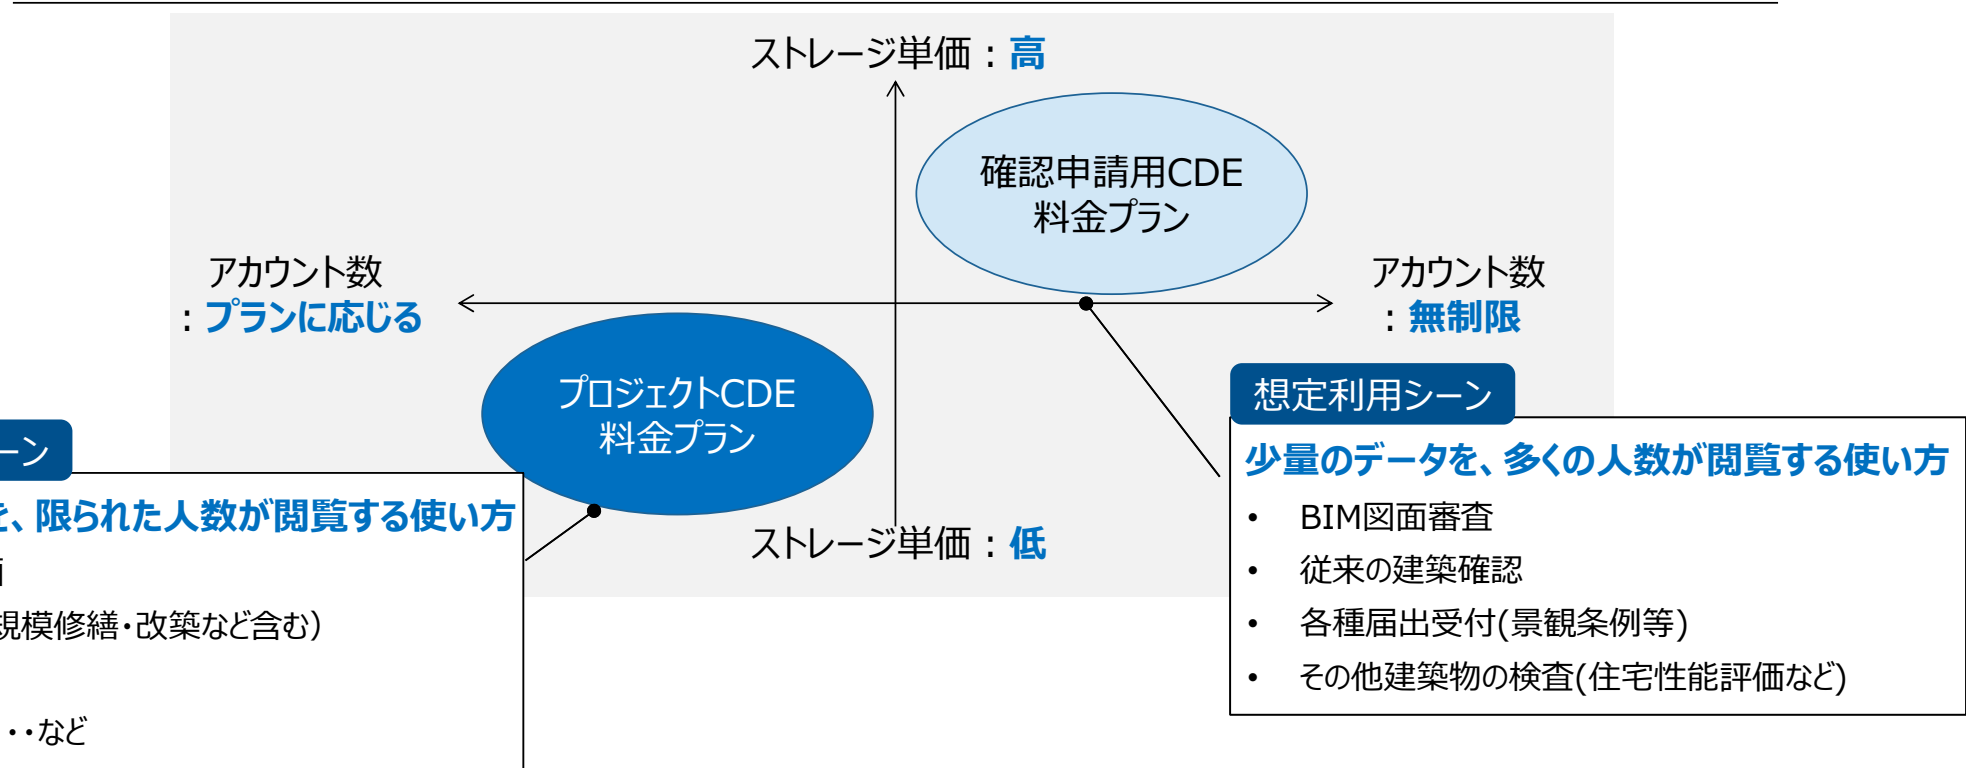 ストレージ単価：高
確認申請用CDE
料金プラン
アカウント数
：プランに応じる
アカウント数
：無制限
プロジェクトCDE
料金プラン
ストレージ単価：低
想定利用シーン
少量のデータを、多くの人数が閲覧する使い方
• BIM図面審査
• 従来の建築確認
• 各種届出受付(景観条例等)
• その他建築物の検査(住宅性能評価など)
ーン
、限られた人数が閲覧する使い方
規模修繕・改築など含む）
・・など